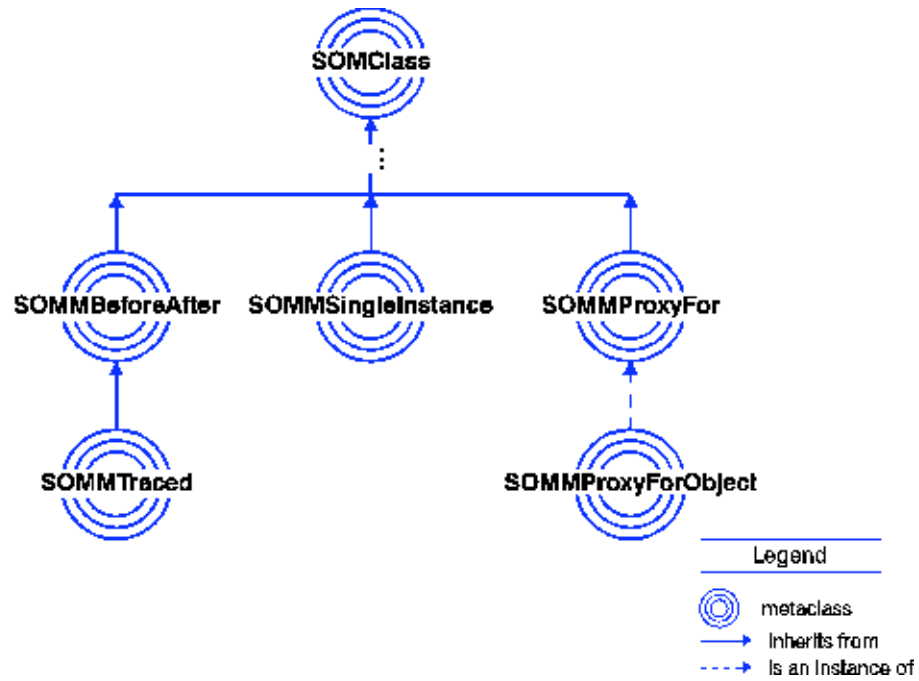 SOMClass
...
SOMMBeforeAfter
SOMMSingleInstance
SOMMProxyFor
SOMMTraced
SOMMProxyForObject
Legend
metaclass
Inherits from
Is an Instance of